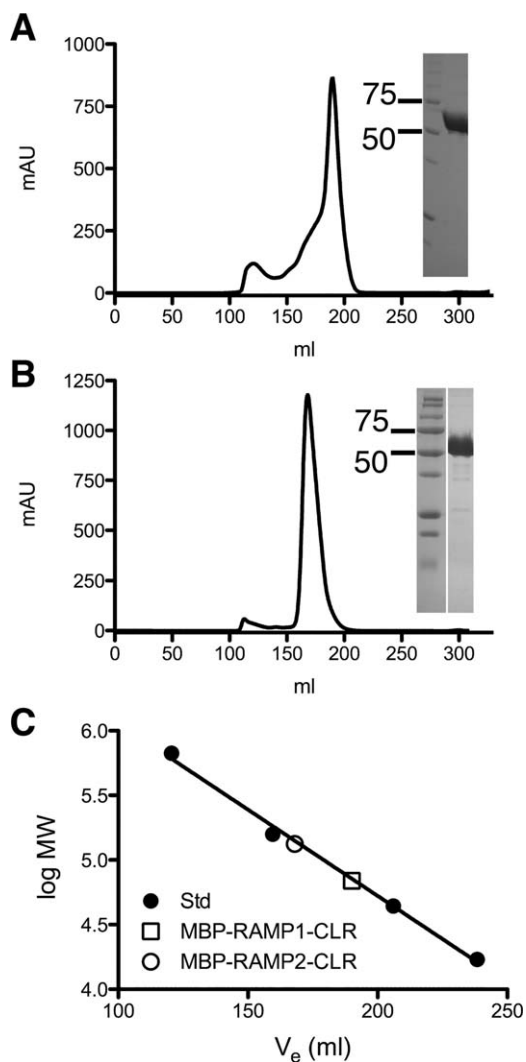 A
1000
750
500
250
0
mAU
0 50 100 150 200 250 300
ml
75
50
B
1250
1000
750
500
250
0
mAU
0 50 100 150 200 250 300
ml
75
50
C
6.0
5.5
5.0
4.5
4.0
log MW
Std
MBP-RAMP1-CLR
MBP-RAMP2-CLR
100 150 200 250
Ve (ml)